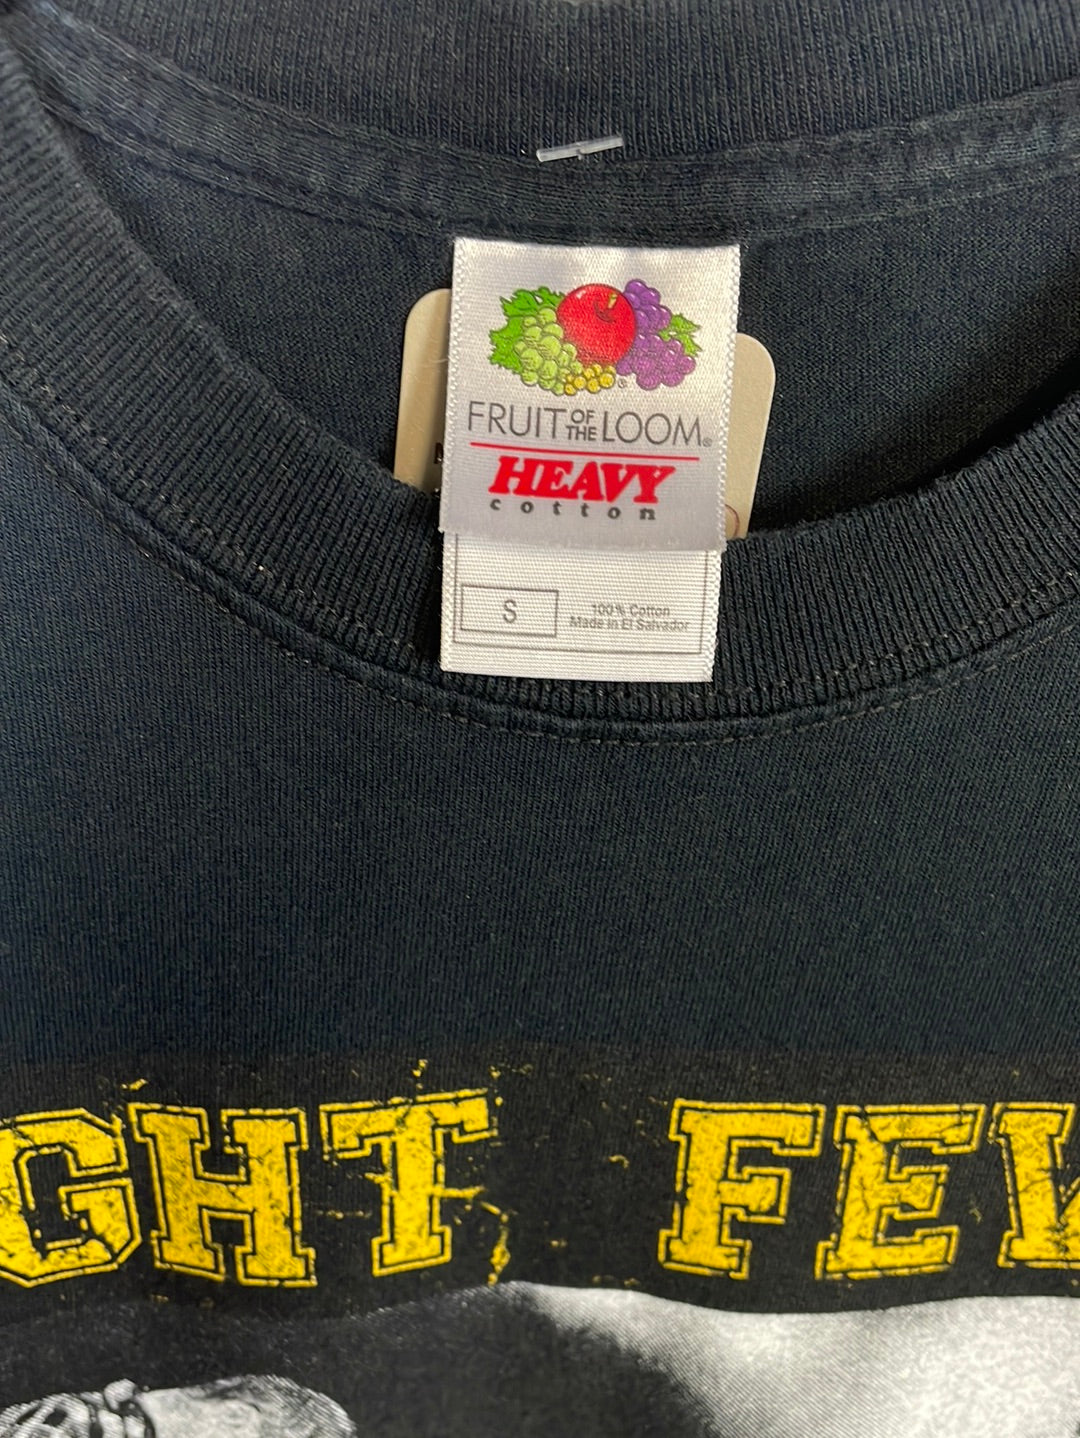 FRUIT OF THE LOOM®
HEAVY
cotton
S
100% Cotton
Made in El Salvador
GHT FEV